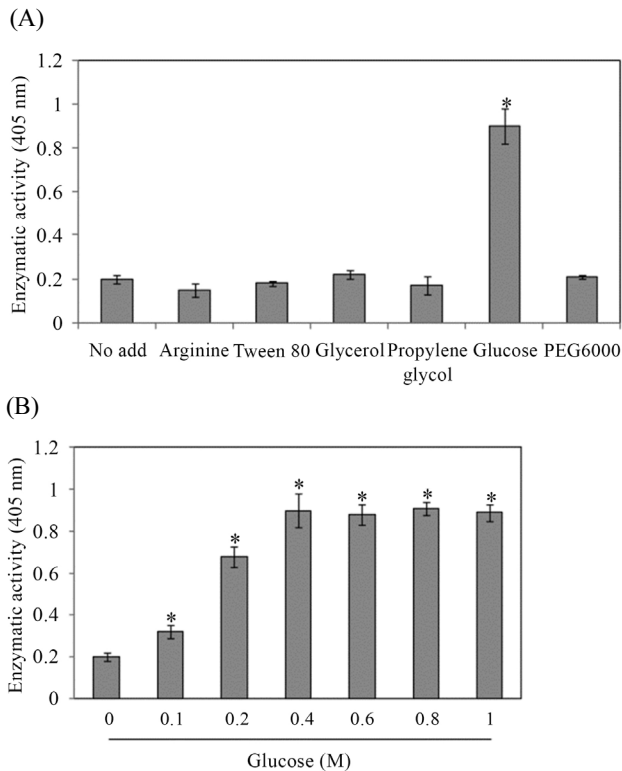 (A)
Enzymatic activity (405 nm)
1.2
1
0.8
0.6
0.4
0.2
0
*
No add Arginine Tween 80 Glycerol Propylene Glucose PEG6000
glycol
(B)
Enzymatic activity (405 nm)
1.2
1
0.8
0.6
0.4
0.2
0
* * * * * *
0 0.1 0.2 0.4 0.6 0.8 1
Glucose (M)